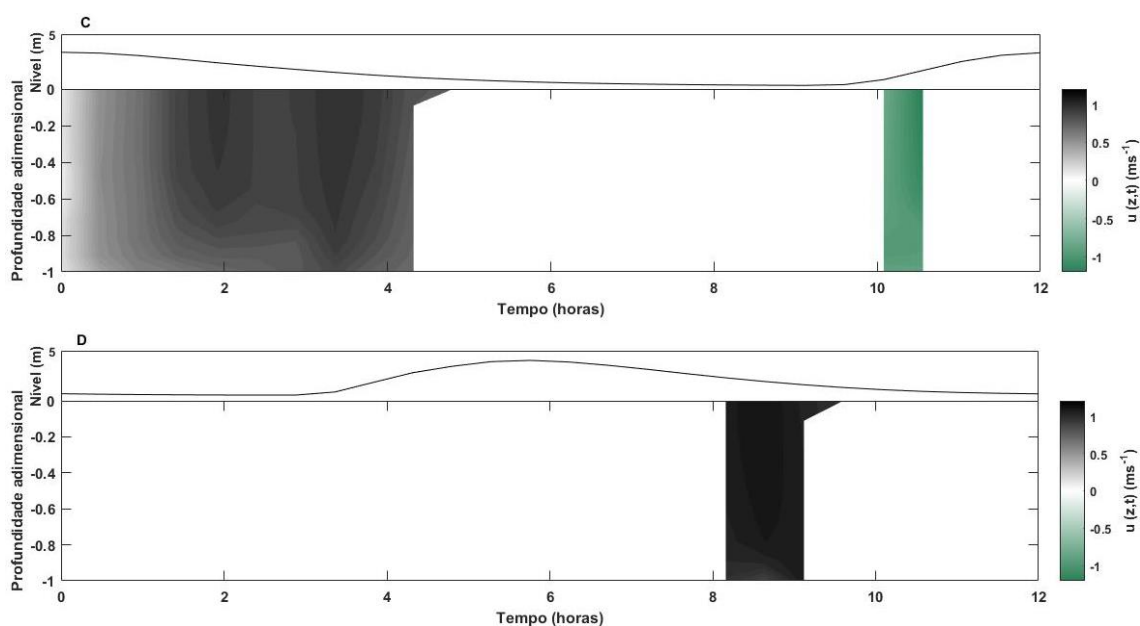 C
Nível (m)
5
0
Profundidade adimensional
-0.2
-0.4
-0.6
-0.8
-1
0 2 4 6 8 10 12
Tempo (horas)
1
0.5
0
-0.5
-1
u (z,t) (ms⁻¹)
D
Nível (m)
5
0
Profundidade adimensional
-0.2
-0.4
-0.6
-0.8
-1
0 2 4 6 8 10 12
Tempo (horas)
1
0.5
0
-0.5
-1
u (z,t) (ms⁻¹)